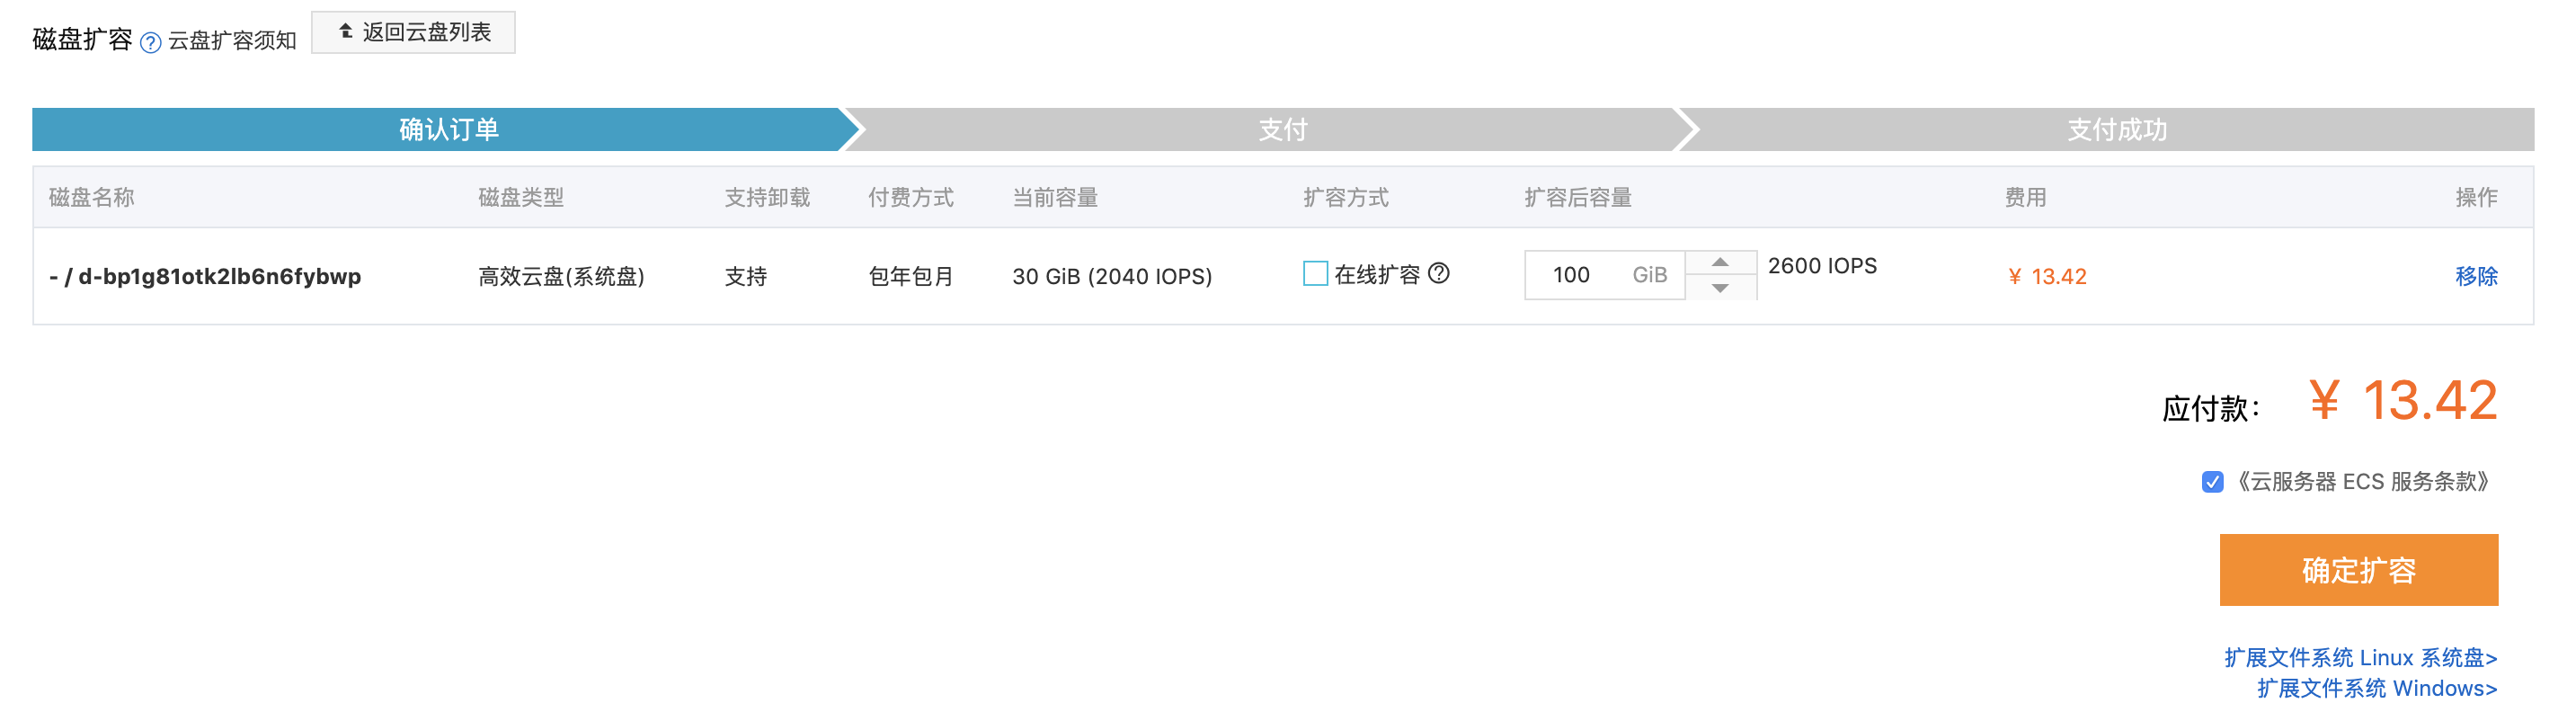 磁盘扩容 ? 云盘扩容须知 返回云盘列表
确认订单 支付 支付成功
磁盘名称 磁盘类型 支持卸载 付费方式 当前容量 扩容方式 扩容后容量 费用 操作
- / d-bp1g81otk2lb6n6fybwp 高效云盘(系统盘) 支持 包年包月 30 GiB (2040 IOPS) 在线扩容 ? 100 GiB 2600 IOPS ¥ 13.42 移除
应付款： ¥ 13.42
《云服务器 ECS 服务条款》
确定扩容
扩展文件系统 Linux 系统盘>
扩展文件系统 Windows>